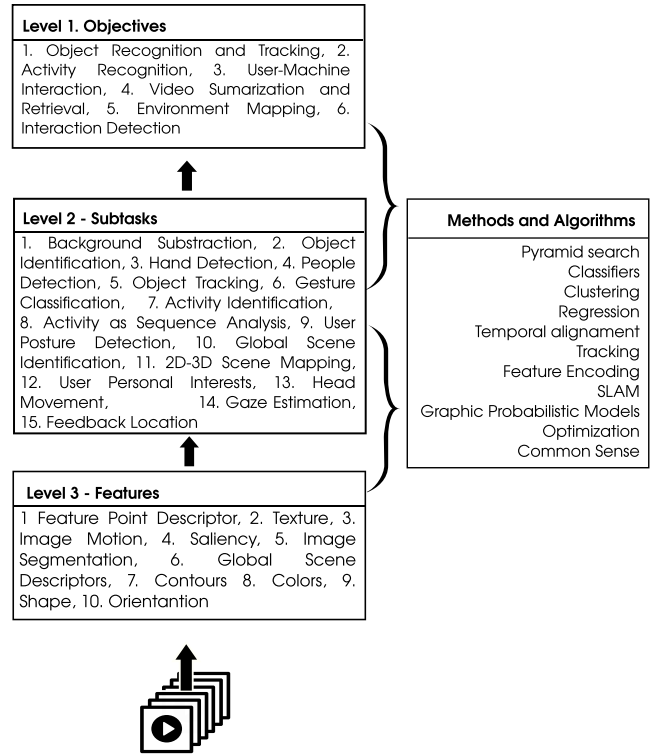 Level 1. Objectives
1. Object Recognition and Tracking, 2.
Activity Recognition, 3. User-Machine
Interaction, 4. Video Sumarization and
Retrieval, 5. Environment Mapping, 6.
Interaction Detection
Level 2 - Subtasks
1. Background Substraction, 2. Object
Identification, 3. Hand Detection, 4. People
Detection, 5. Object Tracking, 6. Gesture
Classification, 7. Activity Identification,
8. Activity as Sequence Analysis, 9. User
Posture Detection, 10. Global Scene
Identification, 11. 2D-3D Scene Mapping,
12. User Personal Interests, 13. Head
Movement, 14. Gaze Estimation,
15. Feedback Location
Methods and Algorithms
Pyramid search
Classifiers
Clustering
Regression
Temporal alignament
Tracking
Feature Encoding
SLAM
Graphic Probabilistic Models
Optimization
Common Sense
Level 3 - Features
1 Feature Point Descriptor, 2. Texture, 3.
Image Motion, 4. Saliency, 5. Image
Segmentation, 6. Global Scene
Descriptors, 7. Contours 8. Colors, 9.
Shape, 10. Orientantion